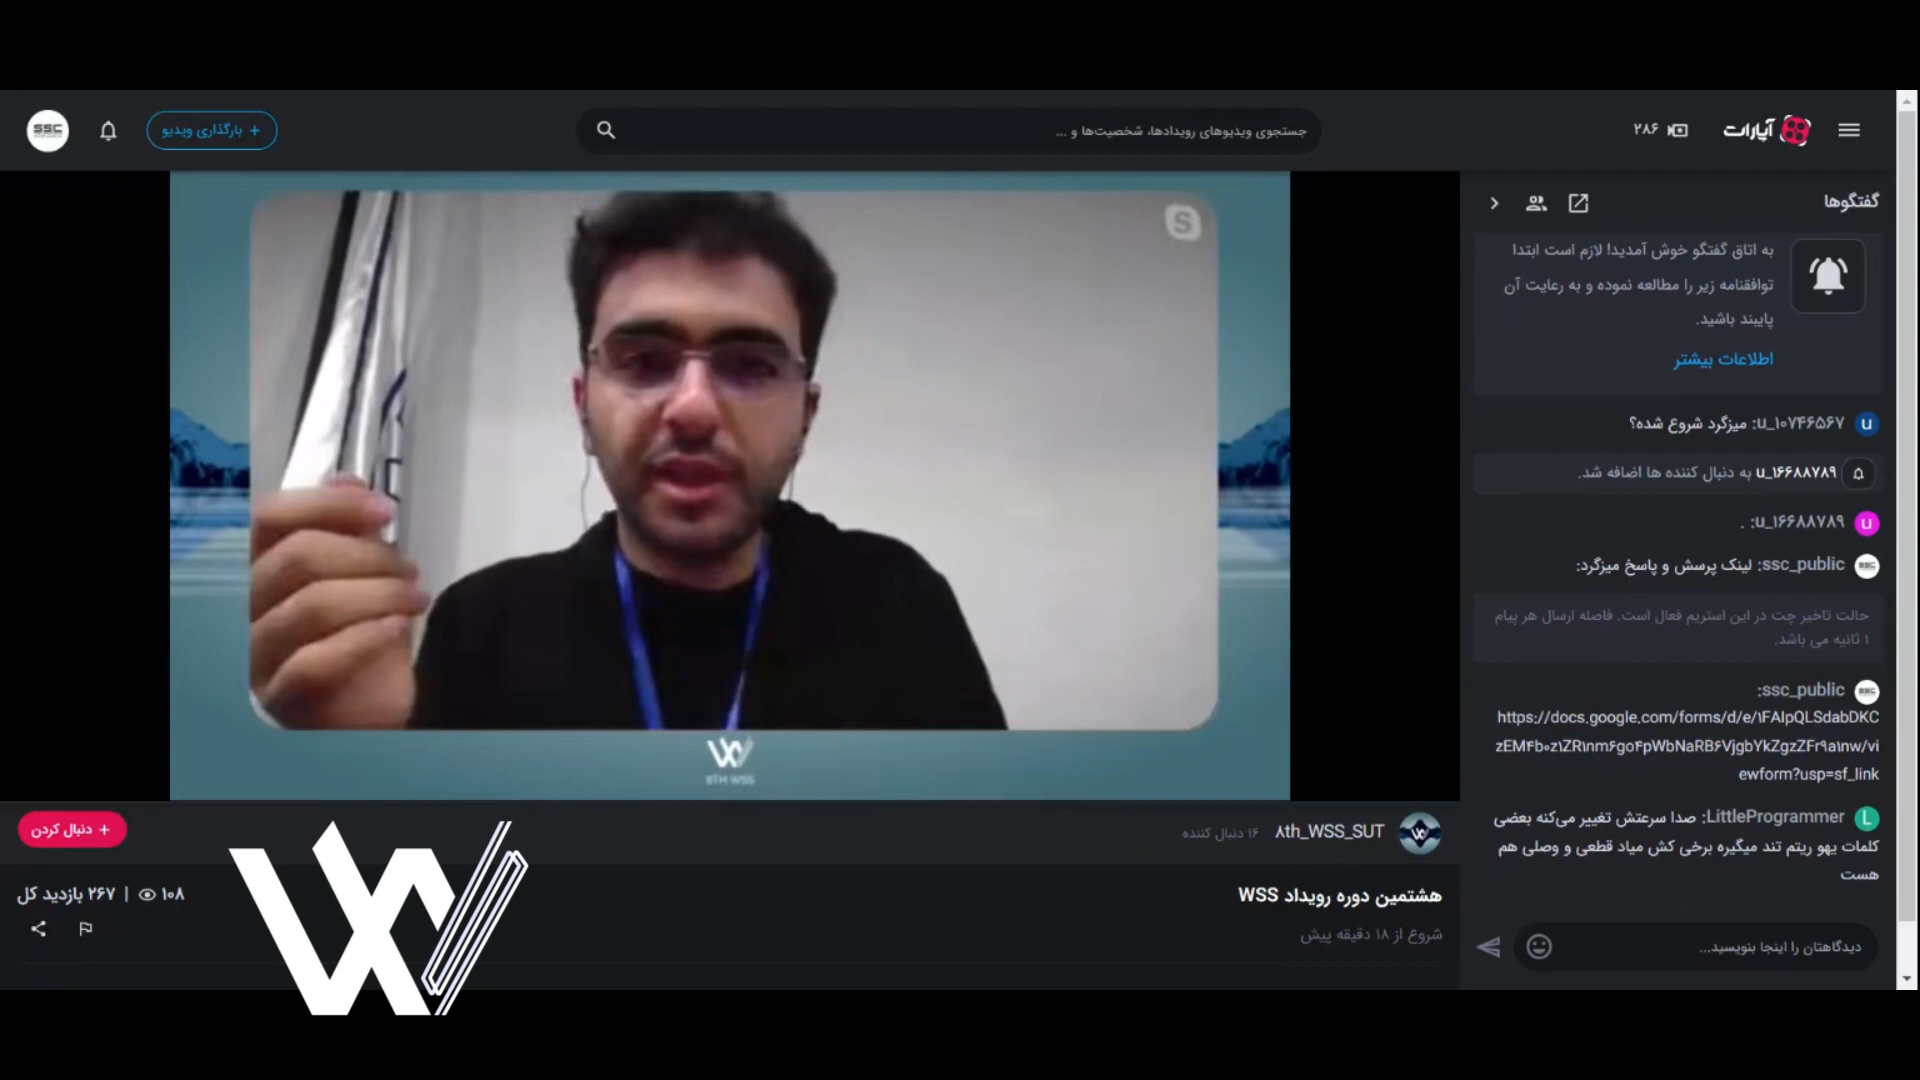 SSC
+ بارگذاری ویدیو
جستجوی ویدیوهای رویدادها، شخصیت‌ها و ...
۲۸۶
آپارات
گفتگوها
به اتاق گفتگو خوش آمدید! لازم است ابتدا
توافقنامه زیر را مطالعه نموده و به رعایت آن
پایبند باشید.
اطلاعات بیشتر
u_۱۰۷۴۶۵۶۷: میزگرد شروع شده؟
u_۱۶۶۸۸۷۸۹ به دنبال کننده ها اضافه شد.
u_۱۶۶۸۸۷۸۹: .
ssc_public: لینک پرسش و پاسخ میزگرد:
حالت تاخیر چت در این استریم فعال است. فاصله ارسال هر پیام
۱ ثانیه می باشد.
ssc_public:
https://docs.google.com/forms/d/e/۱FAIpQLSdabDKC
zEM۴b۰z۱ZR۱nm۶go۴pWbNaRB۶VjgbYkZgzZFr۹a۱nw/vi
ewform?usp=sf_link
LittleProgrammer: صدا سرعتش تغییر می‌کنه بعضی
کلمات یهو ریتم تند میگیره برخی کش میاد قطعی و وصلی هم
هست
دیدگاهتان را اینجا بنویسید...
8TH WSS
۸th_WSS_SUT
۱۶ دنبال کننده
+ دنبال کردن
هشتمین دوره رویداد WSS
شروع از ۱۸ دقیقه پیش
۱۰۸ | ۲۶۷ بازدید کل